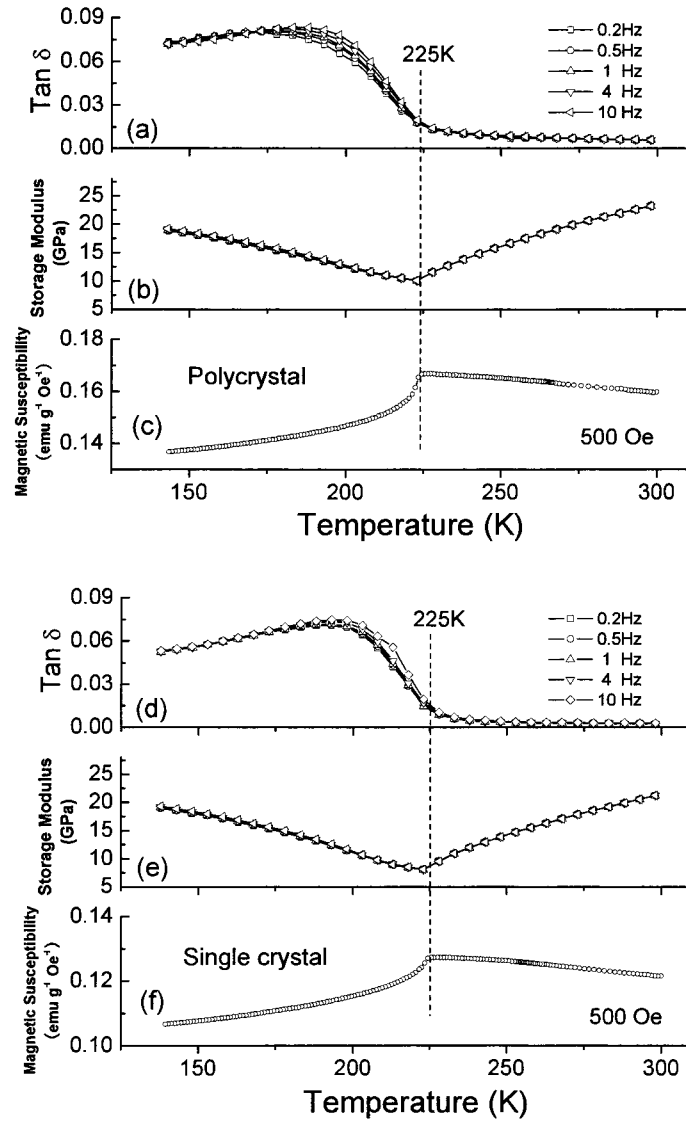 0.09
0.06
0.03
0.00
Tan δ
(a)
225K
0.2Hz
0.5Hz
1 Hz
4 Hz
10 Hz
25
20
15
10
5
Storage Modulus
(GPa)
(b)
0.18
0.16
0.14
Magnetic Susceptibility
(emu g⁻¹ Oe⁻¹)
Polycrystal
(c)
500 Oe
150 200 250 300
Temperature (K)
0.09
0.06
0.03
0.00
Tan δ
(d)
225K
0.2Hz
0.5Hz
1 Hz
4 Hz
10 Hz
25
20
15
10
5
Storage Modulus
(GPa)
(e)
0.14
0.12
0.10
Magnetic Susceptibility
(emu g⁻¹ Oe⁻¹)
Single crystal
(f)
500 Oe
150 200 250 300
Temperature (K)